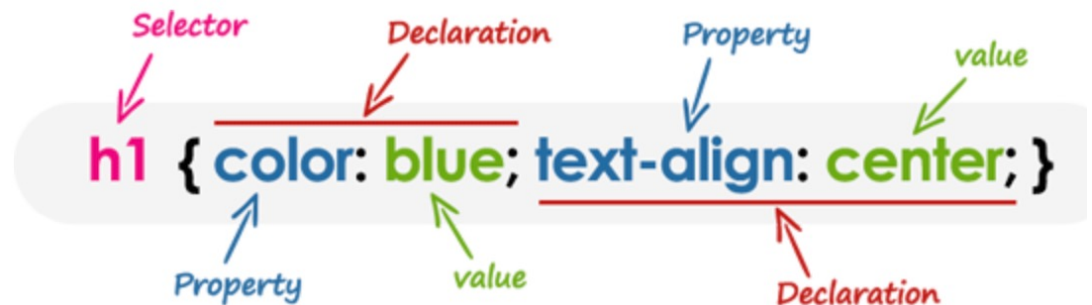 Selector
Declaration
Property
value
h1 { color: blue; text-align: center; }
Property
value
Declaration